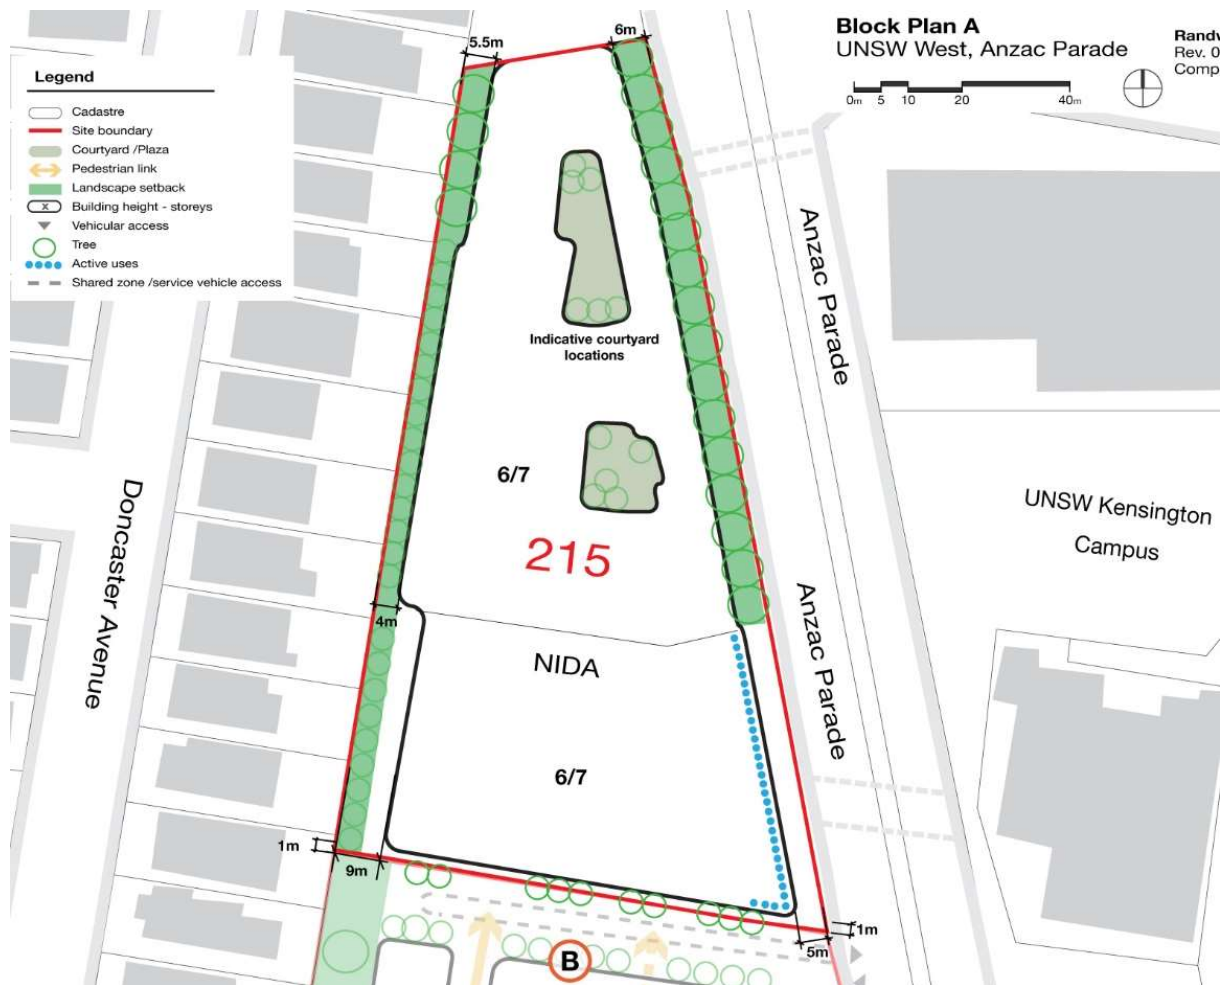 Block Plan A
UNSW West, Anzac Parade
Rev. 0
0m 5 10 20 40m
Legend
Cadastre
Site boundary
Courtyard /Plaza
Pedestrian link
Landscape setback
x Building height - storeys
Vehicular access
Tree
Active uses
Shared zone /service vehicle access
5.5m
6m
Indicative courtyard
locations
Anzac Parade
6/7
215
UNSW Kensington
Campus
Doncaster Avenue
4m
NIDA
Anzac Parade
6/7
1m
9m
1m
5m
B